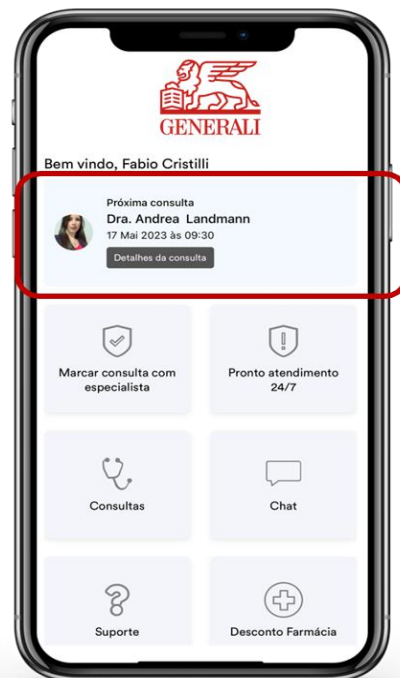 GENERALI
Bem vindo, Fabio Cristilli
Próxima consulta
Dra. Andrea Landmann
17 Mai 2023 às 09:30
Detalhes da consulta
Marcar consulta com
especialista
Pronto atendimento
24/7
Consultas
Chat
Suporte
Desconto Farmácia